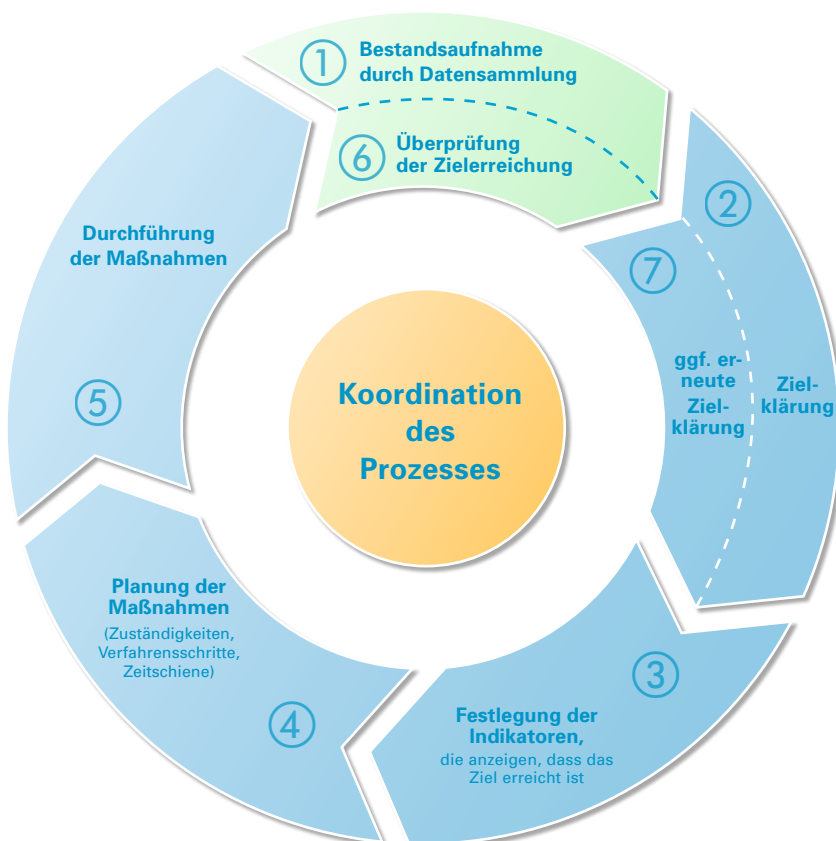 1 Bestandsaufnahme
durch Datensammlung
6 Überprüfung
der Zielerreichung
2
Ziel-
klärung
7
ggf. er-
neute
Ziel-
klärung
3
Festlegung der
Indikatoren,
die anzeigen, dass das
Ziel erreicht ist
4
Planung der
Maßnahmen
(Zuständigkeiten,
Verfahrensschritte,
Zeitschiene)
5
Durchführung
der Maßnahmen
Koordination
des
Prozesses